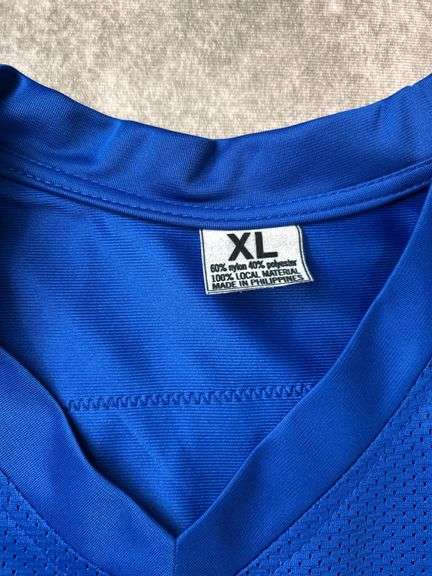 XL
60% nylon 40% polyester
100% LOCAL MATERIAL
MADE IN PHILIPPINES